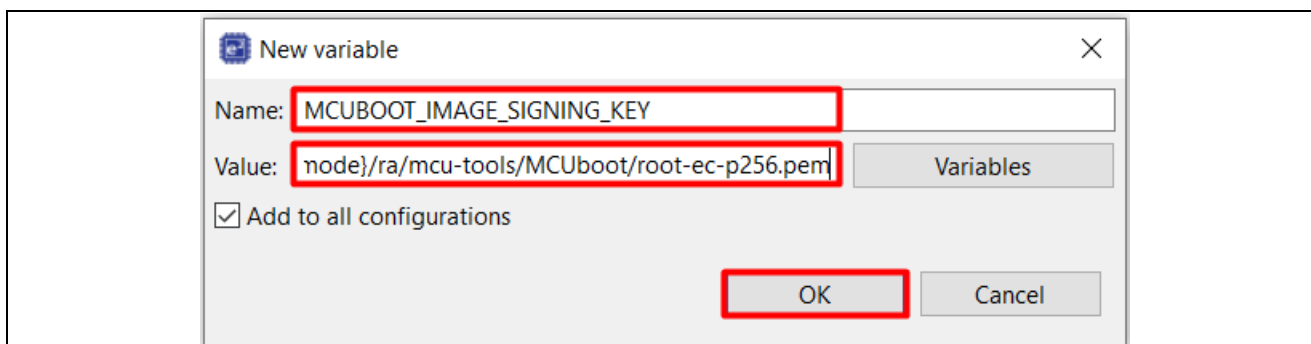 New variable
Name: MCUBOOT_IMAGE_SIGNING_KEY
Value: mode}/ra/mcu-tools/MCUboot/root-ec-p256.pem Variables
Add to all configurations
OK Cancel